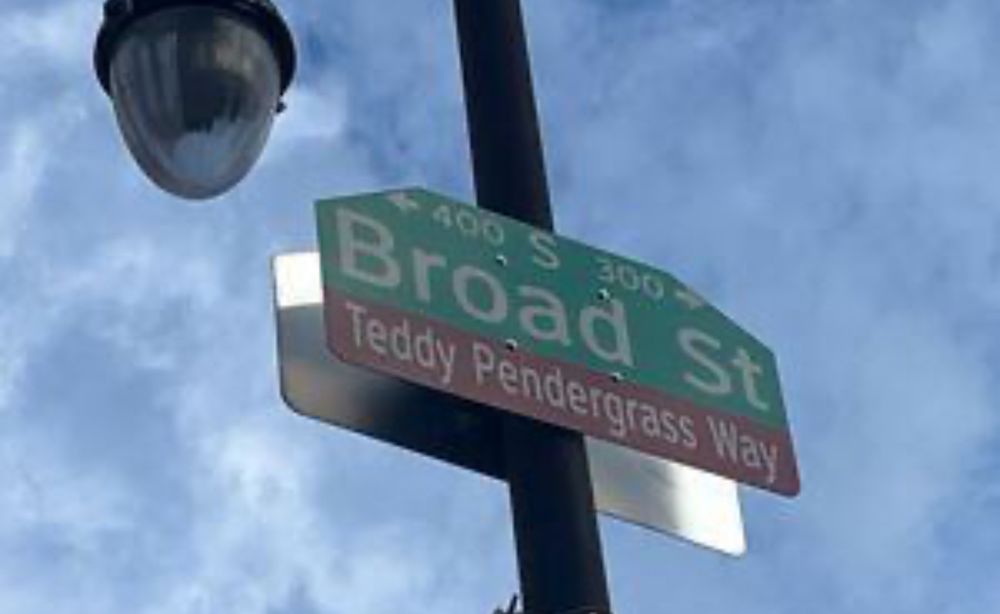 ← 400 S 300 →
Broad St
Teddy Pendergrass Way